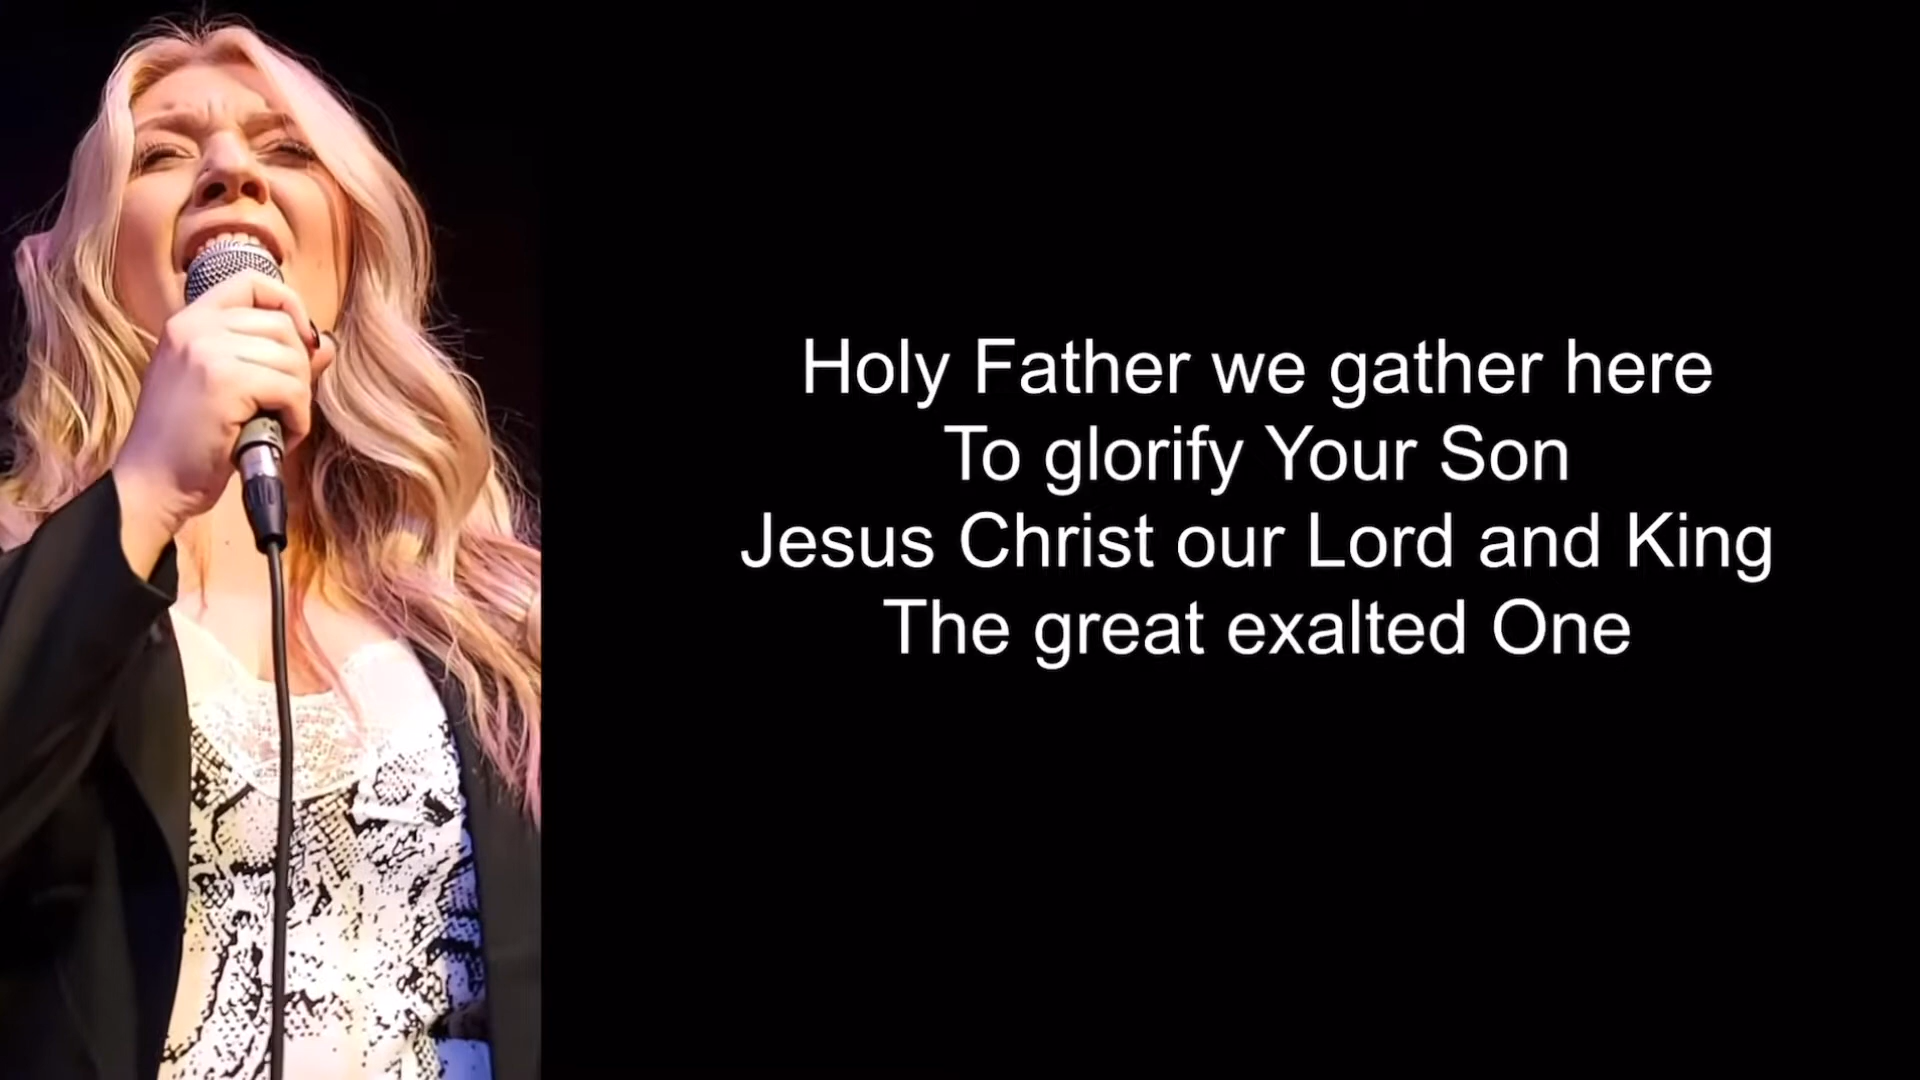 Holy Father we gather here
To glorify Your Son
Jesus Christ our Lord and King
The great exalted One